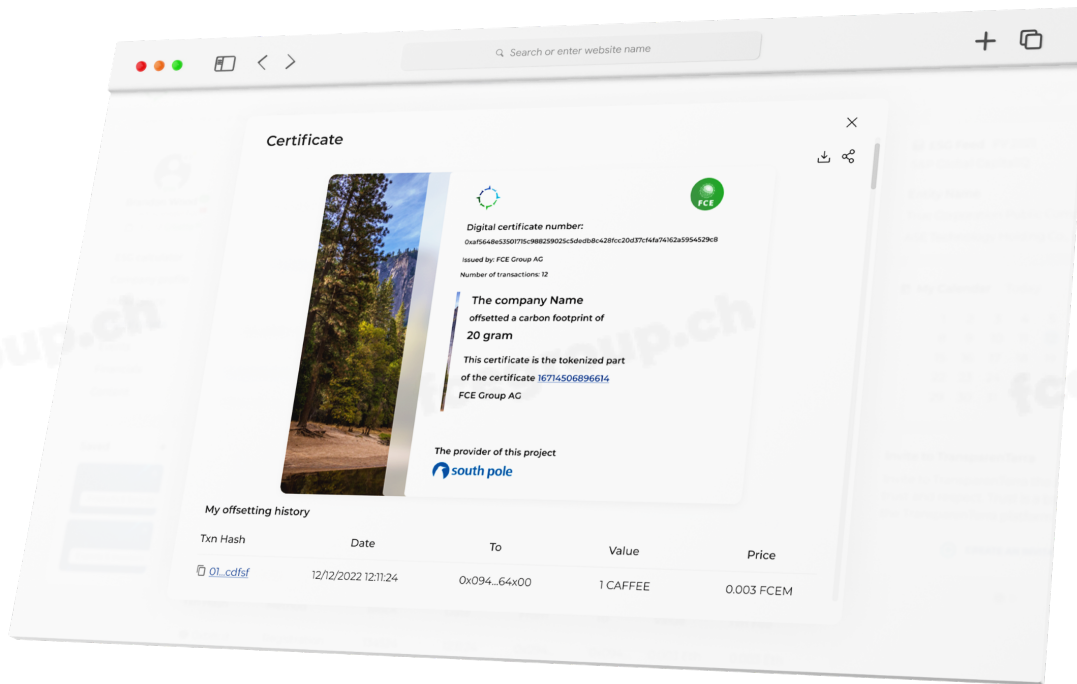 Search or enter website name
Certificate
FCE
Digital certificate number:
0xaf5648e53501715c988259025c5dedb8c428fcc20d37cf4fa74162a5954529c8
Issued by: FCE Group AG
Number of transactions: 12
The company Name
offsetted a carbon footprint of
20 gram
This certificate is the tokenized part
of the certificate 16714506896614
FCE Group AG
The provider of this project
south pole
My offsetting history
Txn Hash Date To Value Price
01...cdfsf 12/12/2022 12:11:24 0x094...64x00 1 CAFFEE 0.003 FCEM